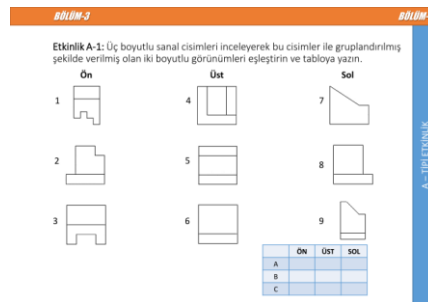 BÖLÜM-3
BÖLÜM-
Etkinlik A-1: Üç boyutlu sanal cisimleri inceleyerek bu cisimler ile gruplandırılmış
şekilde verilmiş olan iki boyutlu görünümleri eşleştirin ve tabloya yazın.
Ön Üst Sol
1 4 7
2 5 8
3 6 9
ÖN ÜST SOL
A
B
C
A – TİPİ ETKİNLİK